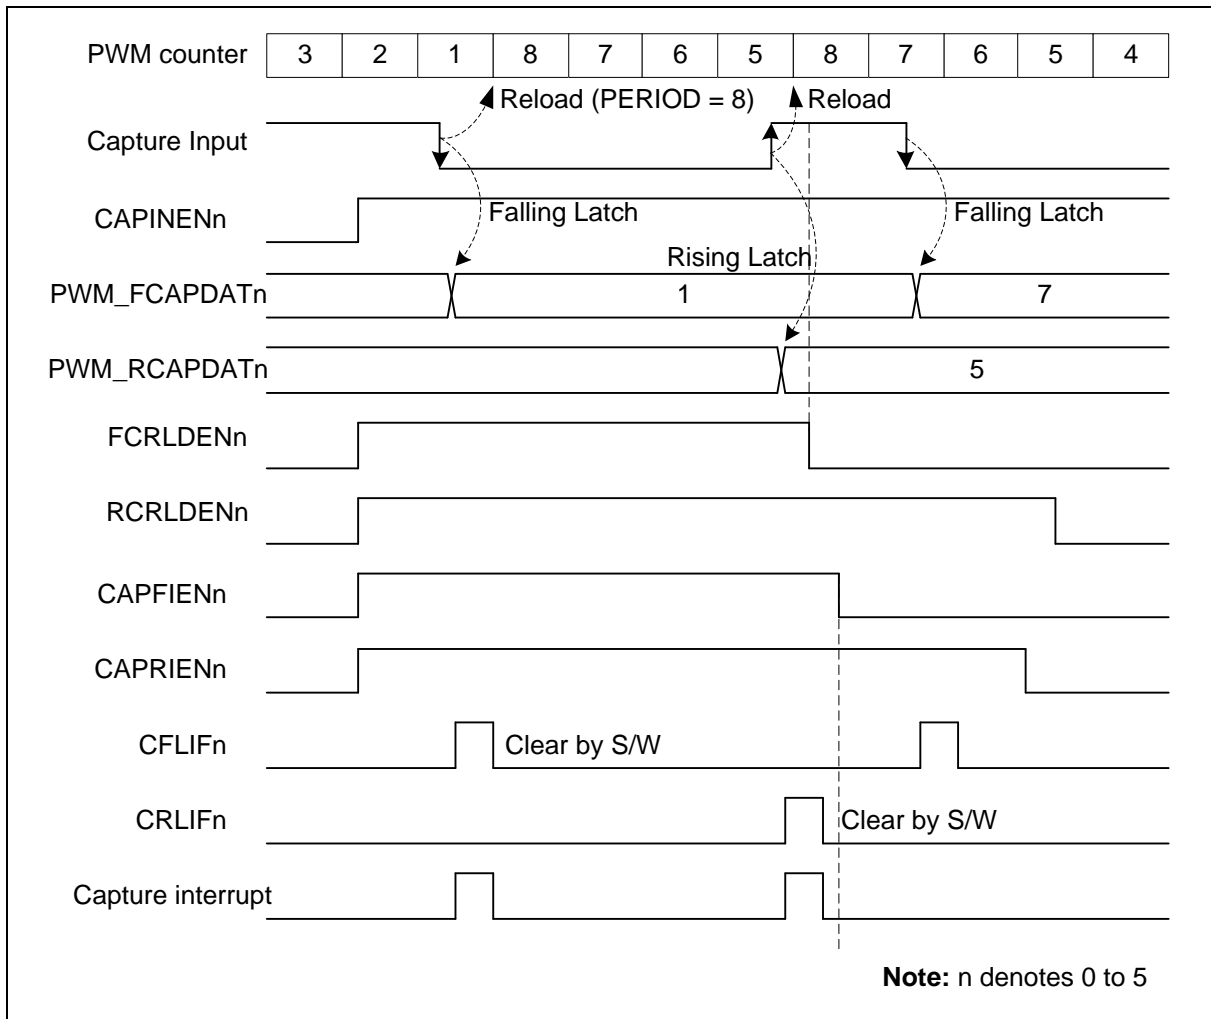 PWM counter 3 2 1 8 7 6 5 8 7 6 5 4
Reload (PERIOD = 8) Reload
Capture Input
CAPINENn
Falling Latch Falling Latch
Rising Latch
PWM_FCAPDATn 1 7
PWM_RCAPDATn 5
FCRLDENn
RCRLDENn
CAPFIENn
CAPRIENn
CFLIFn Clear by S/W
CRLIFn Clear by S/W
Capture interrupt
Note: n denotes 0 to 5